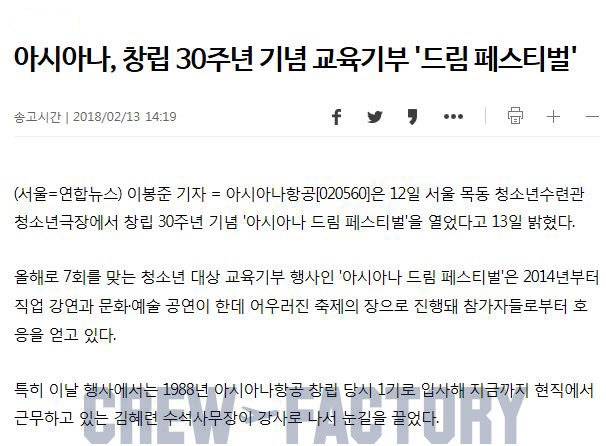 아시아나, 창립 30주년 기념 교육기부 '드림 페스티벌'
송고시간 | 2018/02/13 14:19
(서울=연합뉴스) 이봉준 기자 = 아시아나항공[020560]은 12일 서울 목동 청소년수련관
청소년극장에서 창립 30주년 기념 '아시아나 드림 페스티벌'을 열었다고 13일 밝혔다.
올해로 7회를 맞는 청소년 대상 교육기부 행사인 '아시아나 드림 페스티벌'은 2014년부터
직업 강연과 문화·예술 공연이 한데 어우러진 축제의 장으로 진행돼 참가자들로부터 호
응을 얻고 있다.
특히 이날 행사에서는 1988년 아시아나항공 창립 당시 1기로 입사해 지금까지 현직에서
근무하고 있는 김혜련 수석사무장이 강사로 나서 눈길을 끌었다.
CREW FACTORY